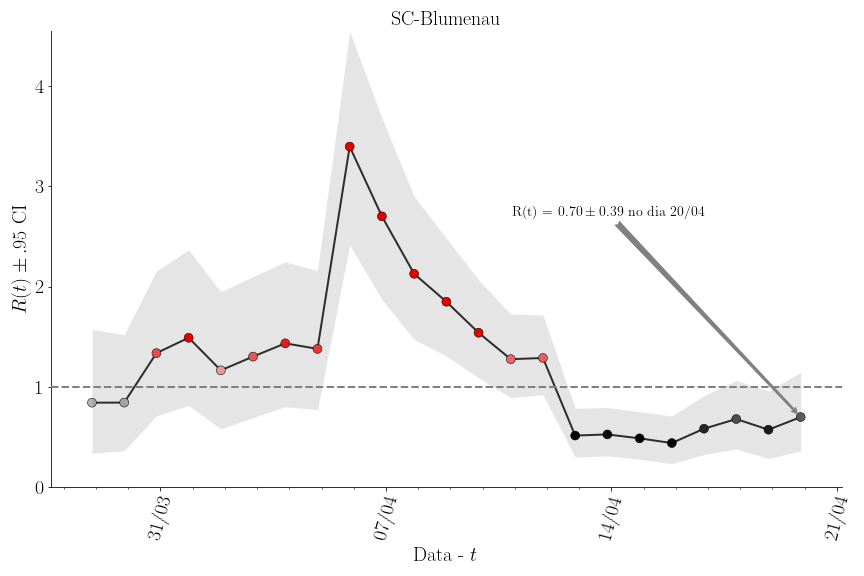 SC-Blumenau
R(t) ± .95 CI
4
3
2
1
0
R(t) = 0.70 ± 0.39 no dia 20/04
31/03
07/04
14/04
21/04
Data - t